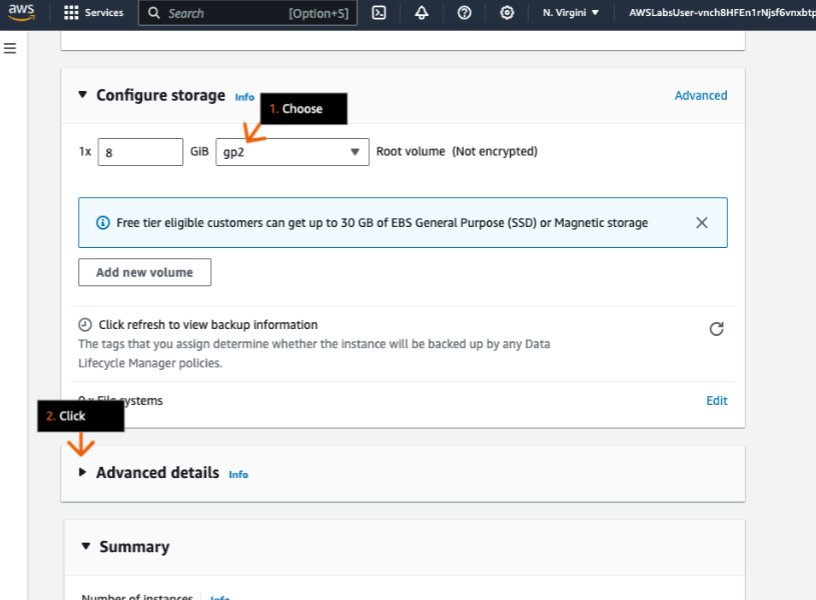 aws Services Search [Option+S] N. Virgini AWSLabsUser-vnch8HFEn1rNjsf6vnxbtp
Configure storage Info Advanced
1. Choose
1x 8 GiB gp2 Root volume (Not encrypted)
Free tier eligible customers can get up to 30 GB of EBS General Purpose (SSD) or Magnetic storage
Add new volume
Click refresh to view backup information
The tags that you assign determine whether the instance will be backed up by any Data
Lifecycle Manager policies.
0 x File systems Edit
2. Click
Advanced details Info
Summary
Number of instances Info